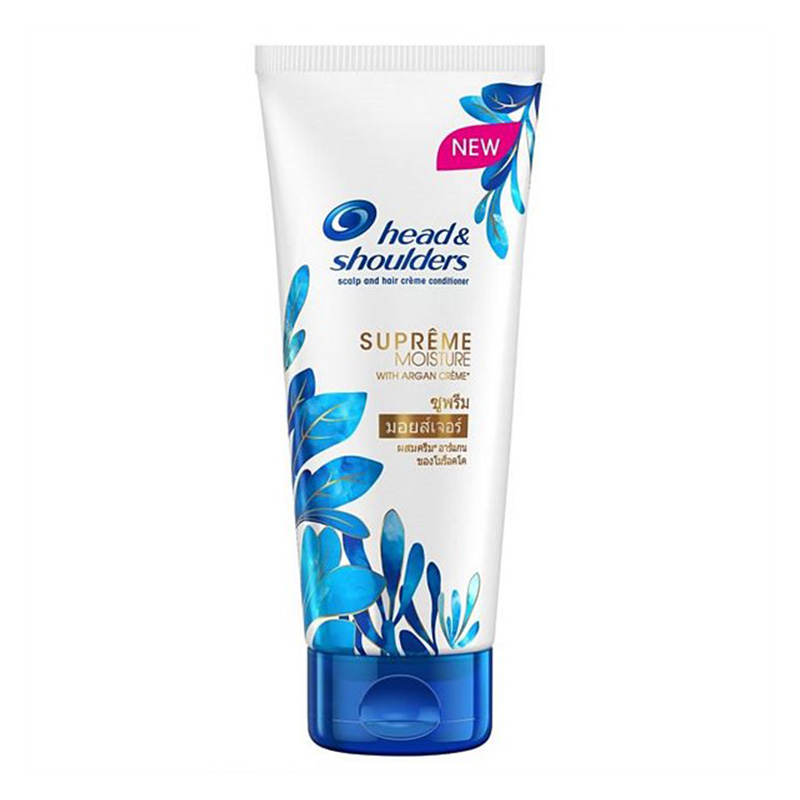 NEW
head &
shoulders
scalp and hair crème conditioner
SUPRÊME
MOISTURE
WITH ARGAN CRÈME*
ซูพรีม
มอยส์เจอร์
ผสมครีม* อาร์แกน
ของโมร็อคโค